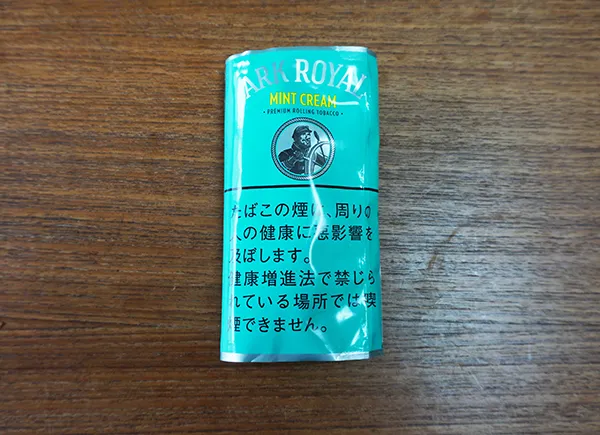 ARK ROYAL
MINT CREAM
• PREMIUM ROLLING TOBACCO •
たばこの煙は、周りの
人の健康に悪影響を
及ぼします。
健康増進法で禁じら
れている場所では喫
煙できません。